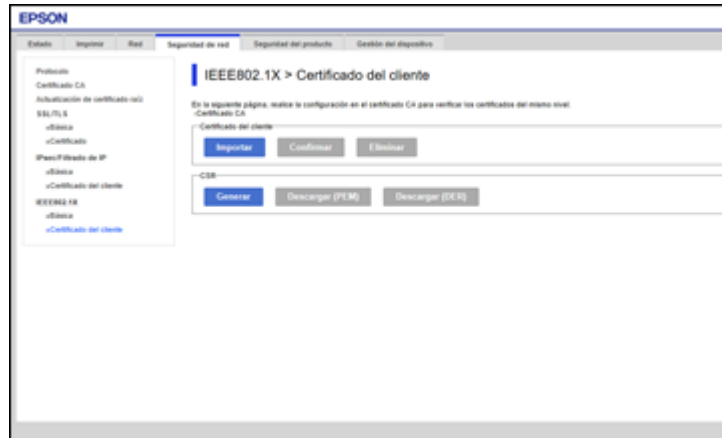 EPSON
Estado Imprimir Red Seguridad de red Seguridad del producto Gestión del dispositivo
Protocolo
Certificado CA
Actualización de certificado raíz
SSL/TLS
»Básica
»Certificado
IPsec/Filtrado de IP
»Básica
»Certificado del cliente
IEEE802.1X
»Básica
»Certificado del cliente
IEEE802.1X > Certificado del cliente
En la siguiente página, realice la configuración en el certificado CA para verificar los certificados del mismo nivel.
-Certificado CA
Certificado del cliente
Importar Confirmar Eliminar
CSR
Generar Descargar (PEM) Descargar (DER)